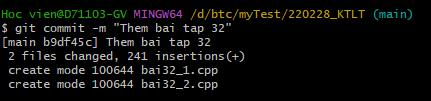 Hoc vien@D71103-GV MINGW64 /d/btc/myTest/220228_KTLT (main)
$ git commit -m "Them bai tap 32"
[main b9df45c] Them bai tap 32
 2 files changed, 241 insertions(+)
 create mode 100644 bai32_1.cpp
 create mode 100644 bai32_2.cpp